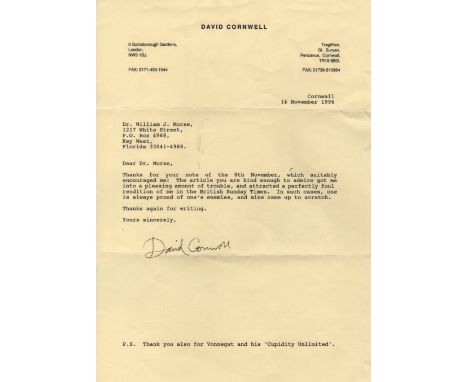 DAVID CORNWELL
9 Gainsborough Gardens,
London,
NW3 1BJ.
FAX: 0171-435-1544
Tregiffian,
St. Buryan,
Penzance, Cornwall,
TR19 6BG.
FAX: 01736-810884
Cornwall
14 November 1996
Dr. William J. Morse,
1217 White Street,
P.O. Box 4968,
Key West,
Florida 33041-4968.
Dear Dr. Morse,
Thanks for your note of the 8th November, which suitably
encouraged me! The article you are kind enough to admire got me
into a pleasing amount of trouble, and attracted a perfectly foul
rendition of me in the British Sunday Times. In such cases, one
is always proud of one's enemies, and mine came up to scratch.
Thanks again for writing.
Yours sincerely,
David Cornwell
P.S. Thank you also for Vonnegut and his 'Cupidity Unlimited'.